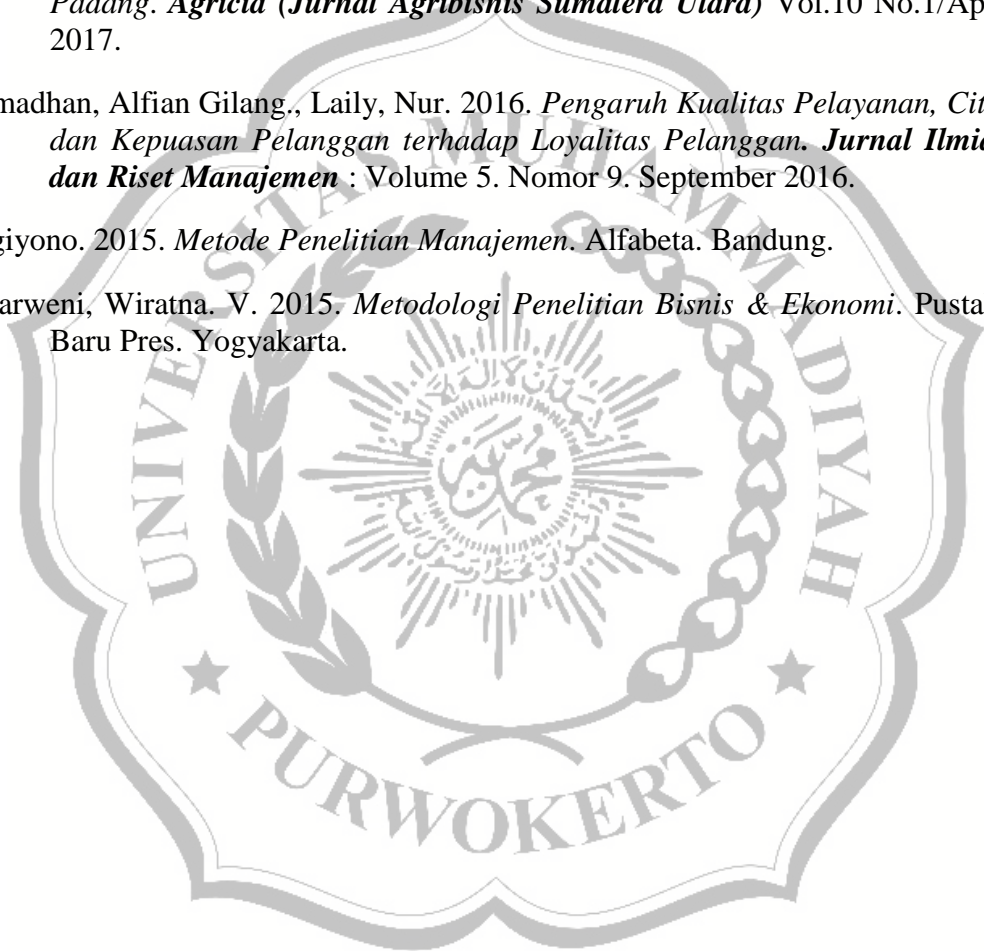 Padang. Agrica (Jurnal Agribisnis Sumatera Utara) Vol.10 No.1/Ap
2017.
madhan, Alfian Gilang., Laily, Nur. 2016. Pengaruh Kualitas Pelayanan, Cit
dan Kepuasan Pelanggan terhadap Loyalitas Pelanggan. Jurnal Ilmia
dan Riset Manajemen : Volume 5. Nomor 9. September 2016.
giyono. 2015. Metode Penelitian Manajemen. Alfabeta. Bandung.
arweni, Wiratna. V. 2015. Metodologi Penelitian Bisnis & Ekonomi. Pusta
Baru Pres. Yogyakarta.
UNIVERSITAS MUHAMMADIYAH
PURWOKERTO